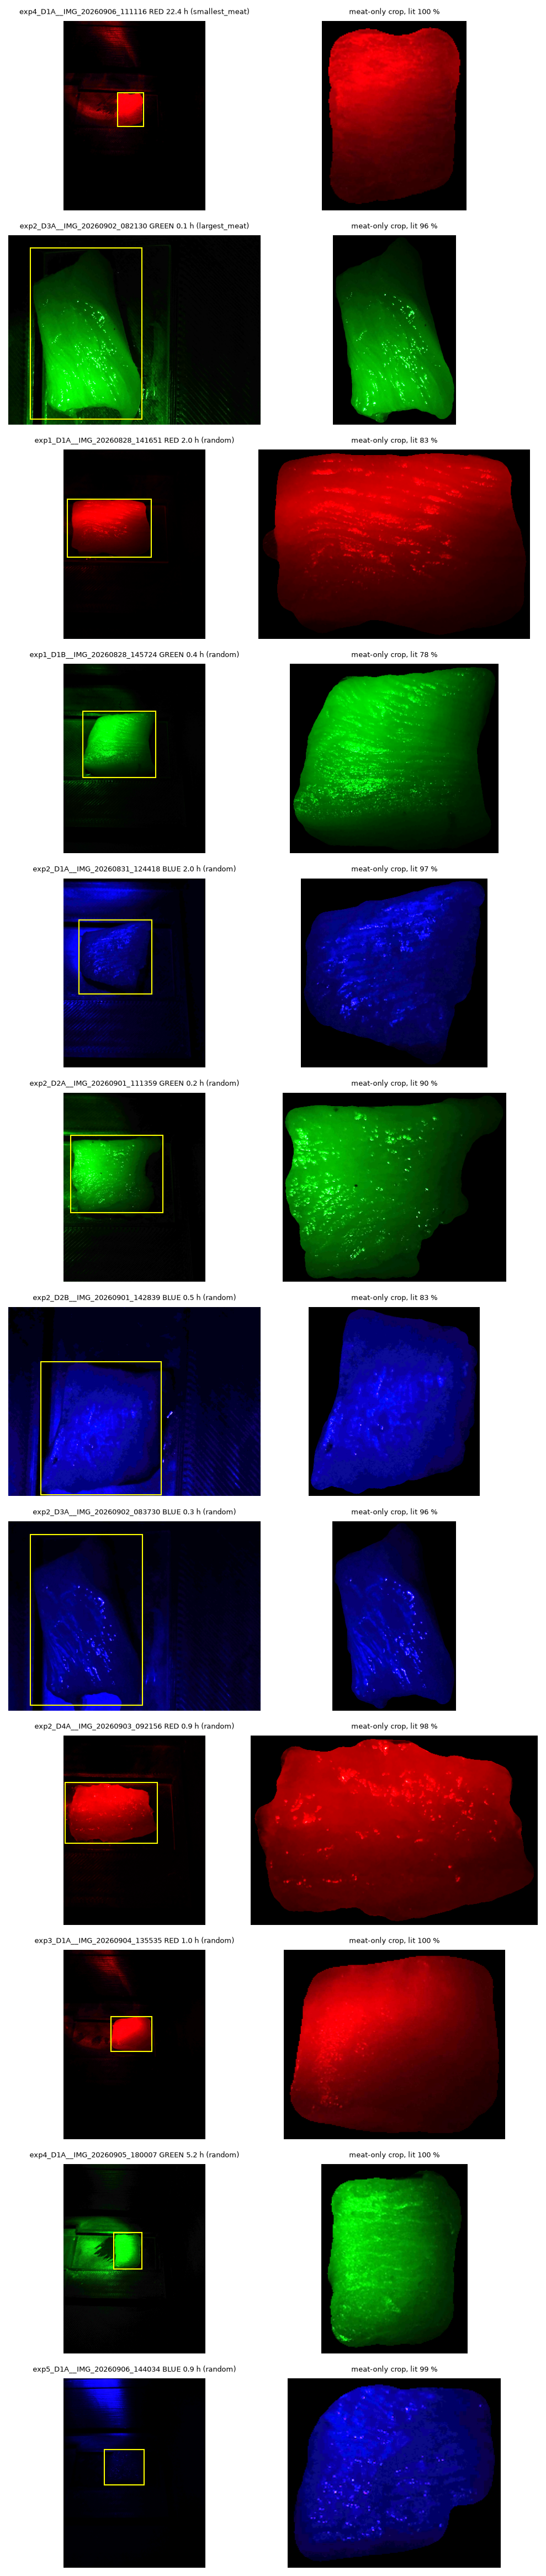 exp4_D1A__IMG_20260906_111116 RED 22.4 h (smallest_meat)
meat-only crop, lit 100 %
exp2_D3A__IMG_20260902_082130 GREEN 0.1 h (largest_meat)
meat-only crop, lit 96 %
exp1_D1A__IMG_20260828_141651 RED 2.0 h (random)
meat-only crop, lit 83 %
exp1_D1B__IMG_20260828_145724 GREEN 0.4 h (random)
meat-only crop, lit 78 %
exp2_D1A__IMG_20260831_124418 BLUE 2.0 h (random)
meat-only crop, lit 97 %
exp2_D2A__IMG_20260901_111359 GREEN 0.2 h (random)
meat-only crop, lit 90 %
exp2_D2B__IMG_20260901_142839 BLUE 0.5 h (random)
meat-only crop, lit 83 %
exp2_D3A__IMG_20260902_083730 BLUE 0.3 h (random)
meat-only crop, lit 96 %
exp2_D4A__IMG_20260903_092156 RED 0.9 h (random)
meat-only crop, lit 98 %
exp3_D1A__IMG_20260904_135535 RED 1.0 h (random)
meat-only crop, lit 100 %
exp4_D1A__IMG_20260905_180007 GREEN 5.2 h (random)
meat-only crop, lit 100 %
exp5_D1A__IMG_20260906_144034 BLUE 0.9 h (random)
meat-only crop, lit 99 %